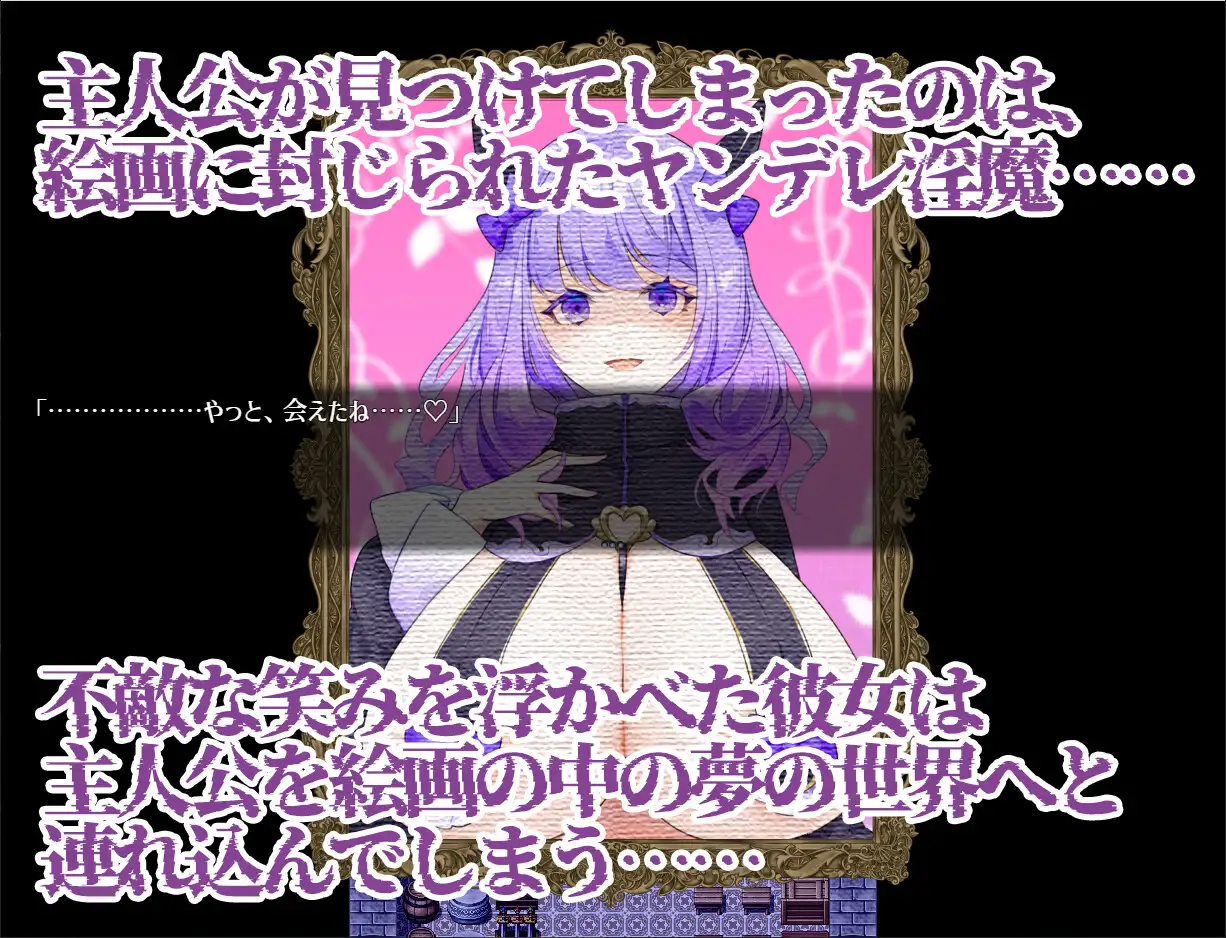 主人公が見つけてしまったのは、
絵画に封じられたヤンデレ淫魔……
「………………やっと、会えたね……♡」
不敵な笑みを浮かべた彼女は
主人公を絵画の中の夢の世界へと
連れ込んでしまう……